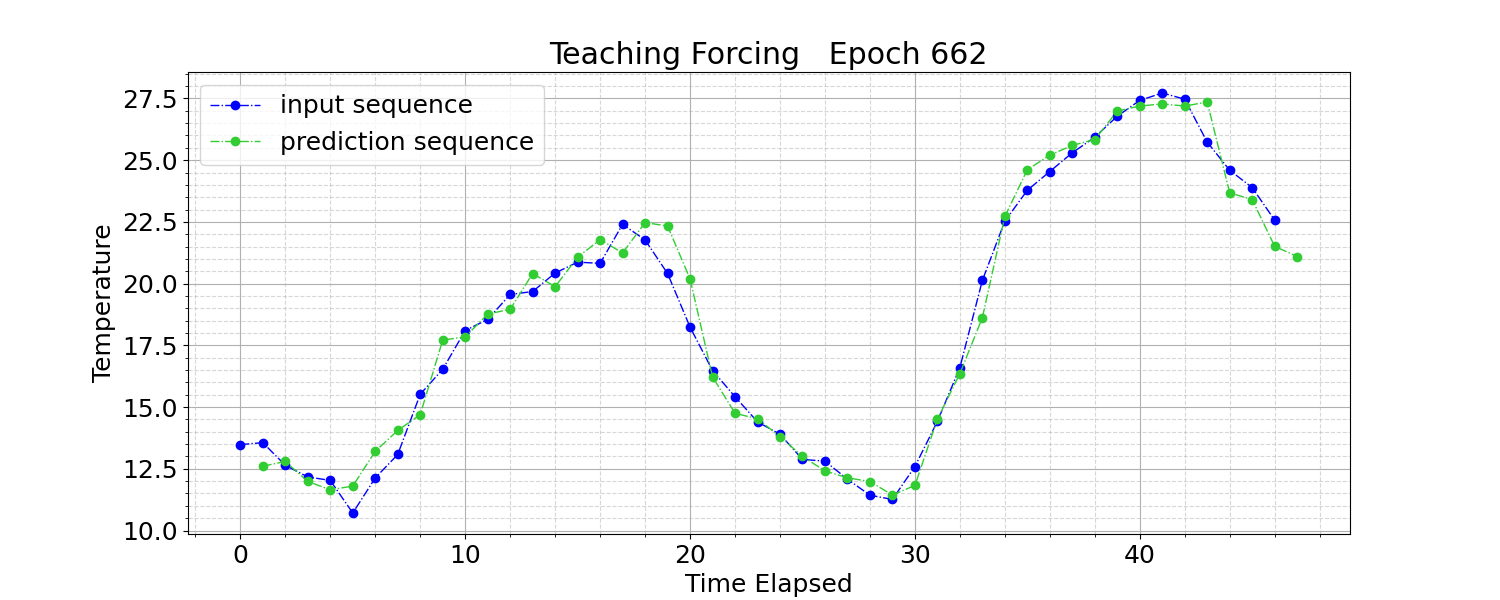 Teaching Forcing   Epoch 662
input sequence
prediction sequence
27.5
25.0
22.5
20.0
17.5
15.0
12.5
10.0
Temperature
0 10 20 30 40
Time Elapsed